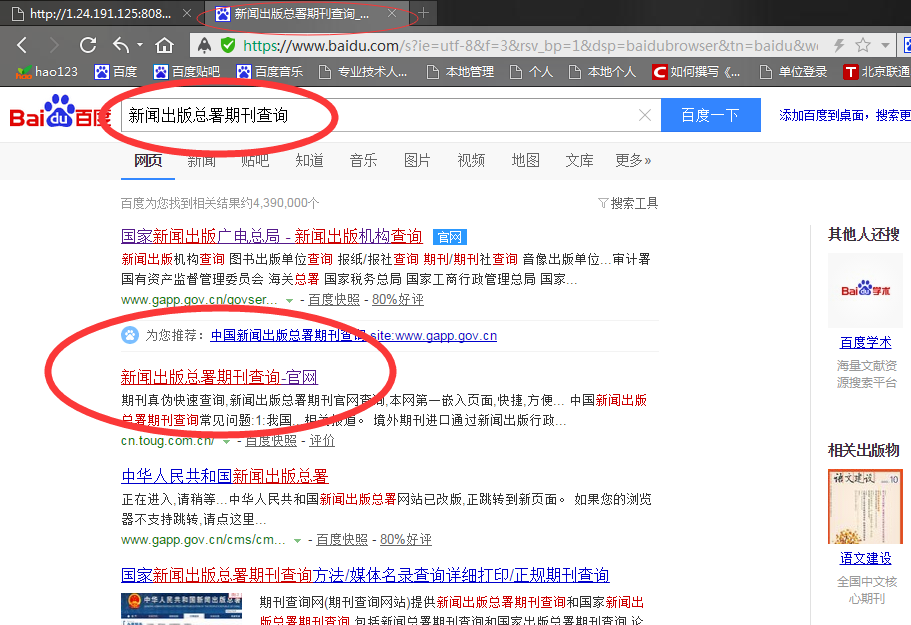 http://1.24.191.125:808...
新闻出版总署期刊查询_...
https://www.baidu.com/s?ie=utf-8&f=3&rsv_bp=1&dsp=baidubrowser&tn=baidu&w
hao123 百度 百度贴吧 百度音乐 专业技术人... 本地管理 个人 本地个人 如何撰写《... 单位登录 北京联通
Bai du 百度 新闻出版总署期刊查询 百度一下 添加百度到桌面，搜索更
网页 新闻 贴吧 知道 音乐 图片 视频 地图 文库 更多»
百度为您找到相关结果约4,390,000个 搜索工具
国家新闻出版广电总局 - 新闻出版机构查询 官网
新闻出版机构查询 图书出版单位查询 报纸/报社查询 期刊/期刊社查询 音像出版单位...审计署
国有资产监督管理委员会 海关总署 国家税务总局 国家工商行政管理总局 国家...
www.gapp.gov.cn/govser... - 百度快照 - 80%好评
为您推荐： 中国新闻出版总署期刊查询 site:www.gapp.gov.cn
新闻出版总署期刊查询-官网
期刊真伪快速查询,新闻出版总署期刊官网查询,本网第一嵌入页面,快捷,方便... 中国新闻出版
总署期刊查询常见问题:1:我国...相关报道。 境外期刊进口通过新闻出版行政...
cn.toug.com.cn/ - 百度快照 - 评价
中华人民共和国新闻出版总署
正在进入,请稍等...中华人民共和国新闻出版总署网站已改版,正跳转到新页面。 如果您的浏览
器不支持跳转,请点这里...
www.gapp.gov.cn/cms/cm... - 百度快照 - 80%好评
国家新闻出版总署期刊查询方法/媒体名录查询详细打印/正规期刊查询
中华人民共和国新闻出版总署
期刊查询网(期刊查询网站)提供新闻出版总署期刊查询和国家新闻出
版总署期刊查询,包括新闻总署期刊查询和国家出版总署期刊查询,论
其他人还搜
Bai du 学术
百度学术
海量文献资
源搜索平台
相关出版物
语文建设 10
语文建设
全国中文核
心期刊